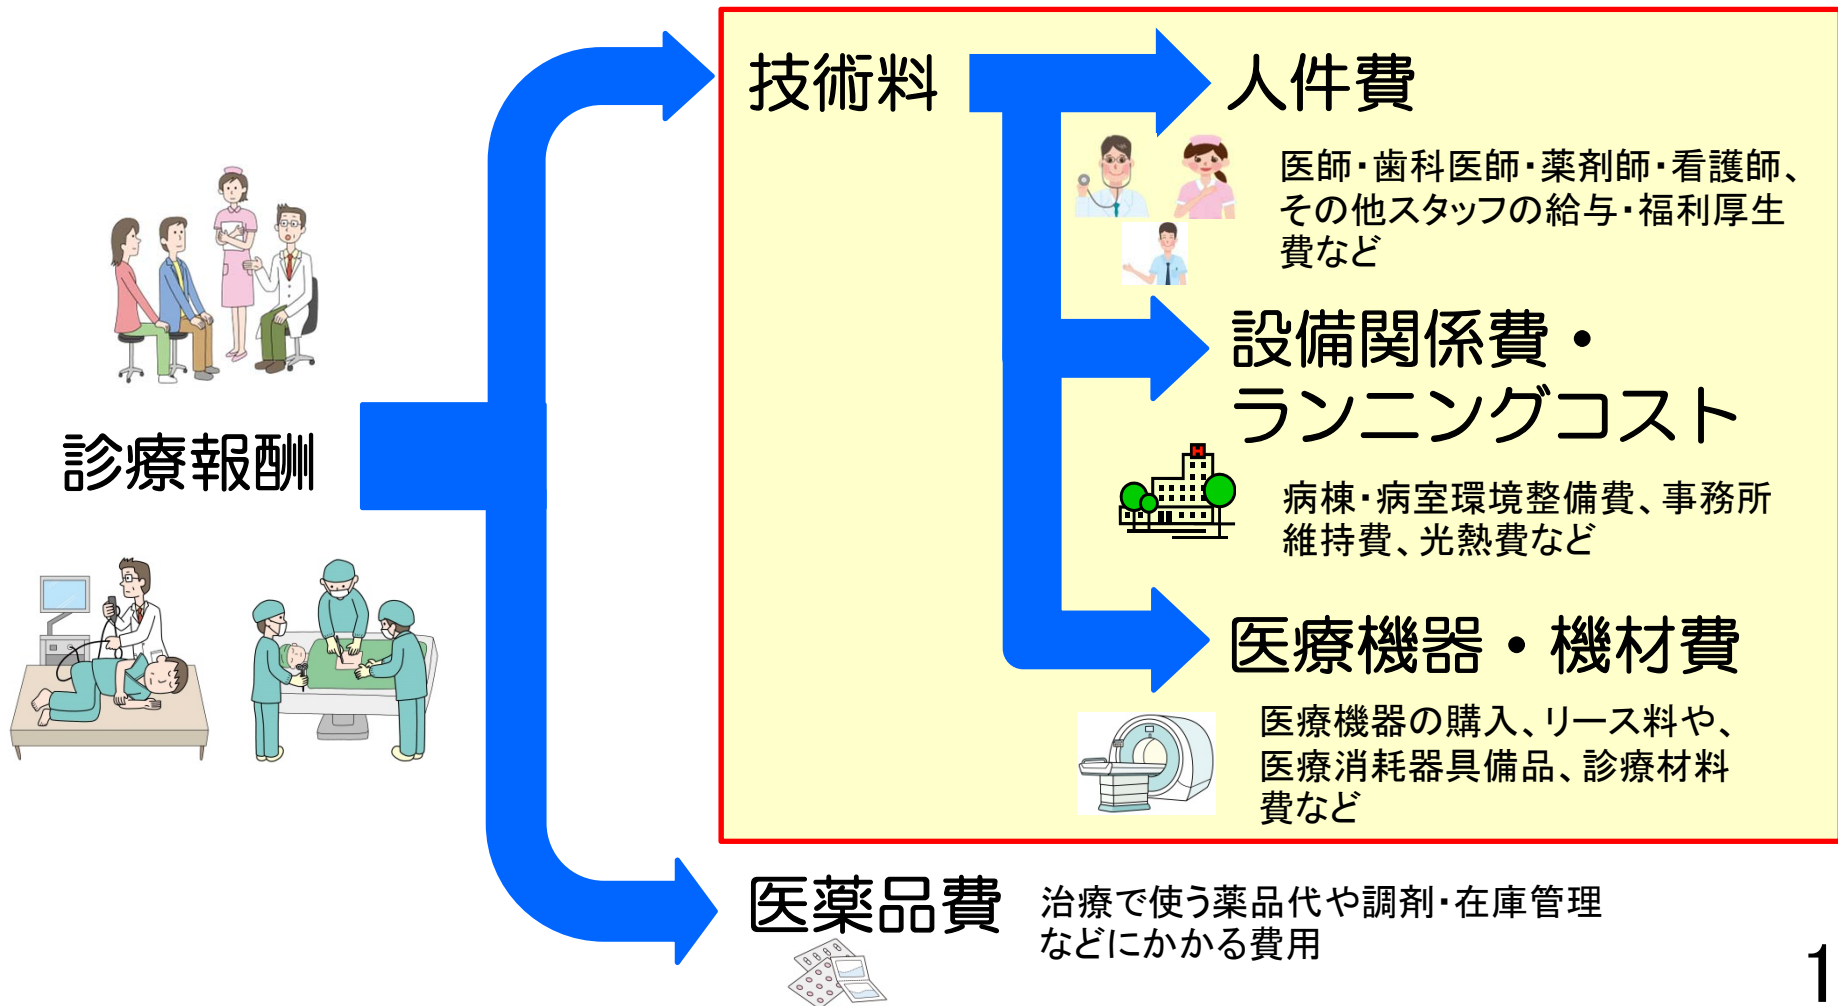 診療報酬
技術料
人件費
医師・歯科医師・薬剤師・看護師、
その他スタッフの給与・福利厚生
費など
設備関係費・
ランニングコスト
H
病棟・病室環境整備費、事務所
維持費、光熱費など
医療機器・機材費
医療機器の購入、リース料や、
医療消耗器具備品、診療材料
費など
医薬品費
治療で使う薬品代や調剤・在庫管理
などにかかる費用
1